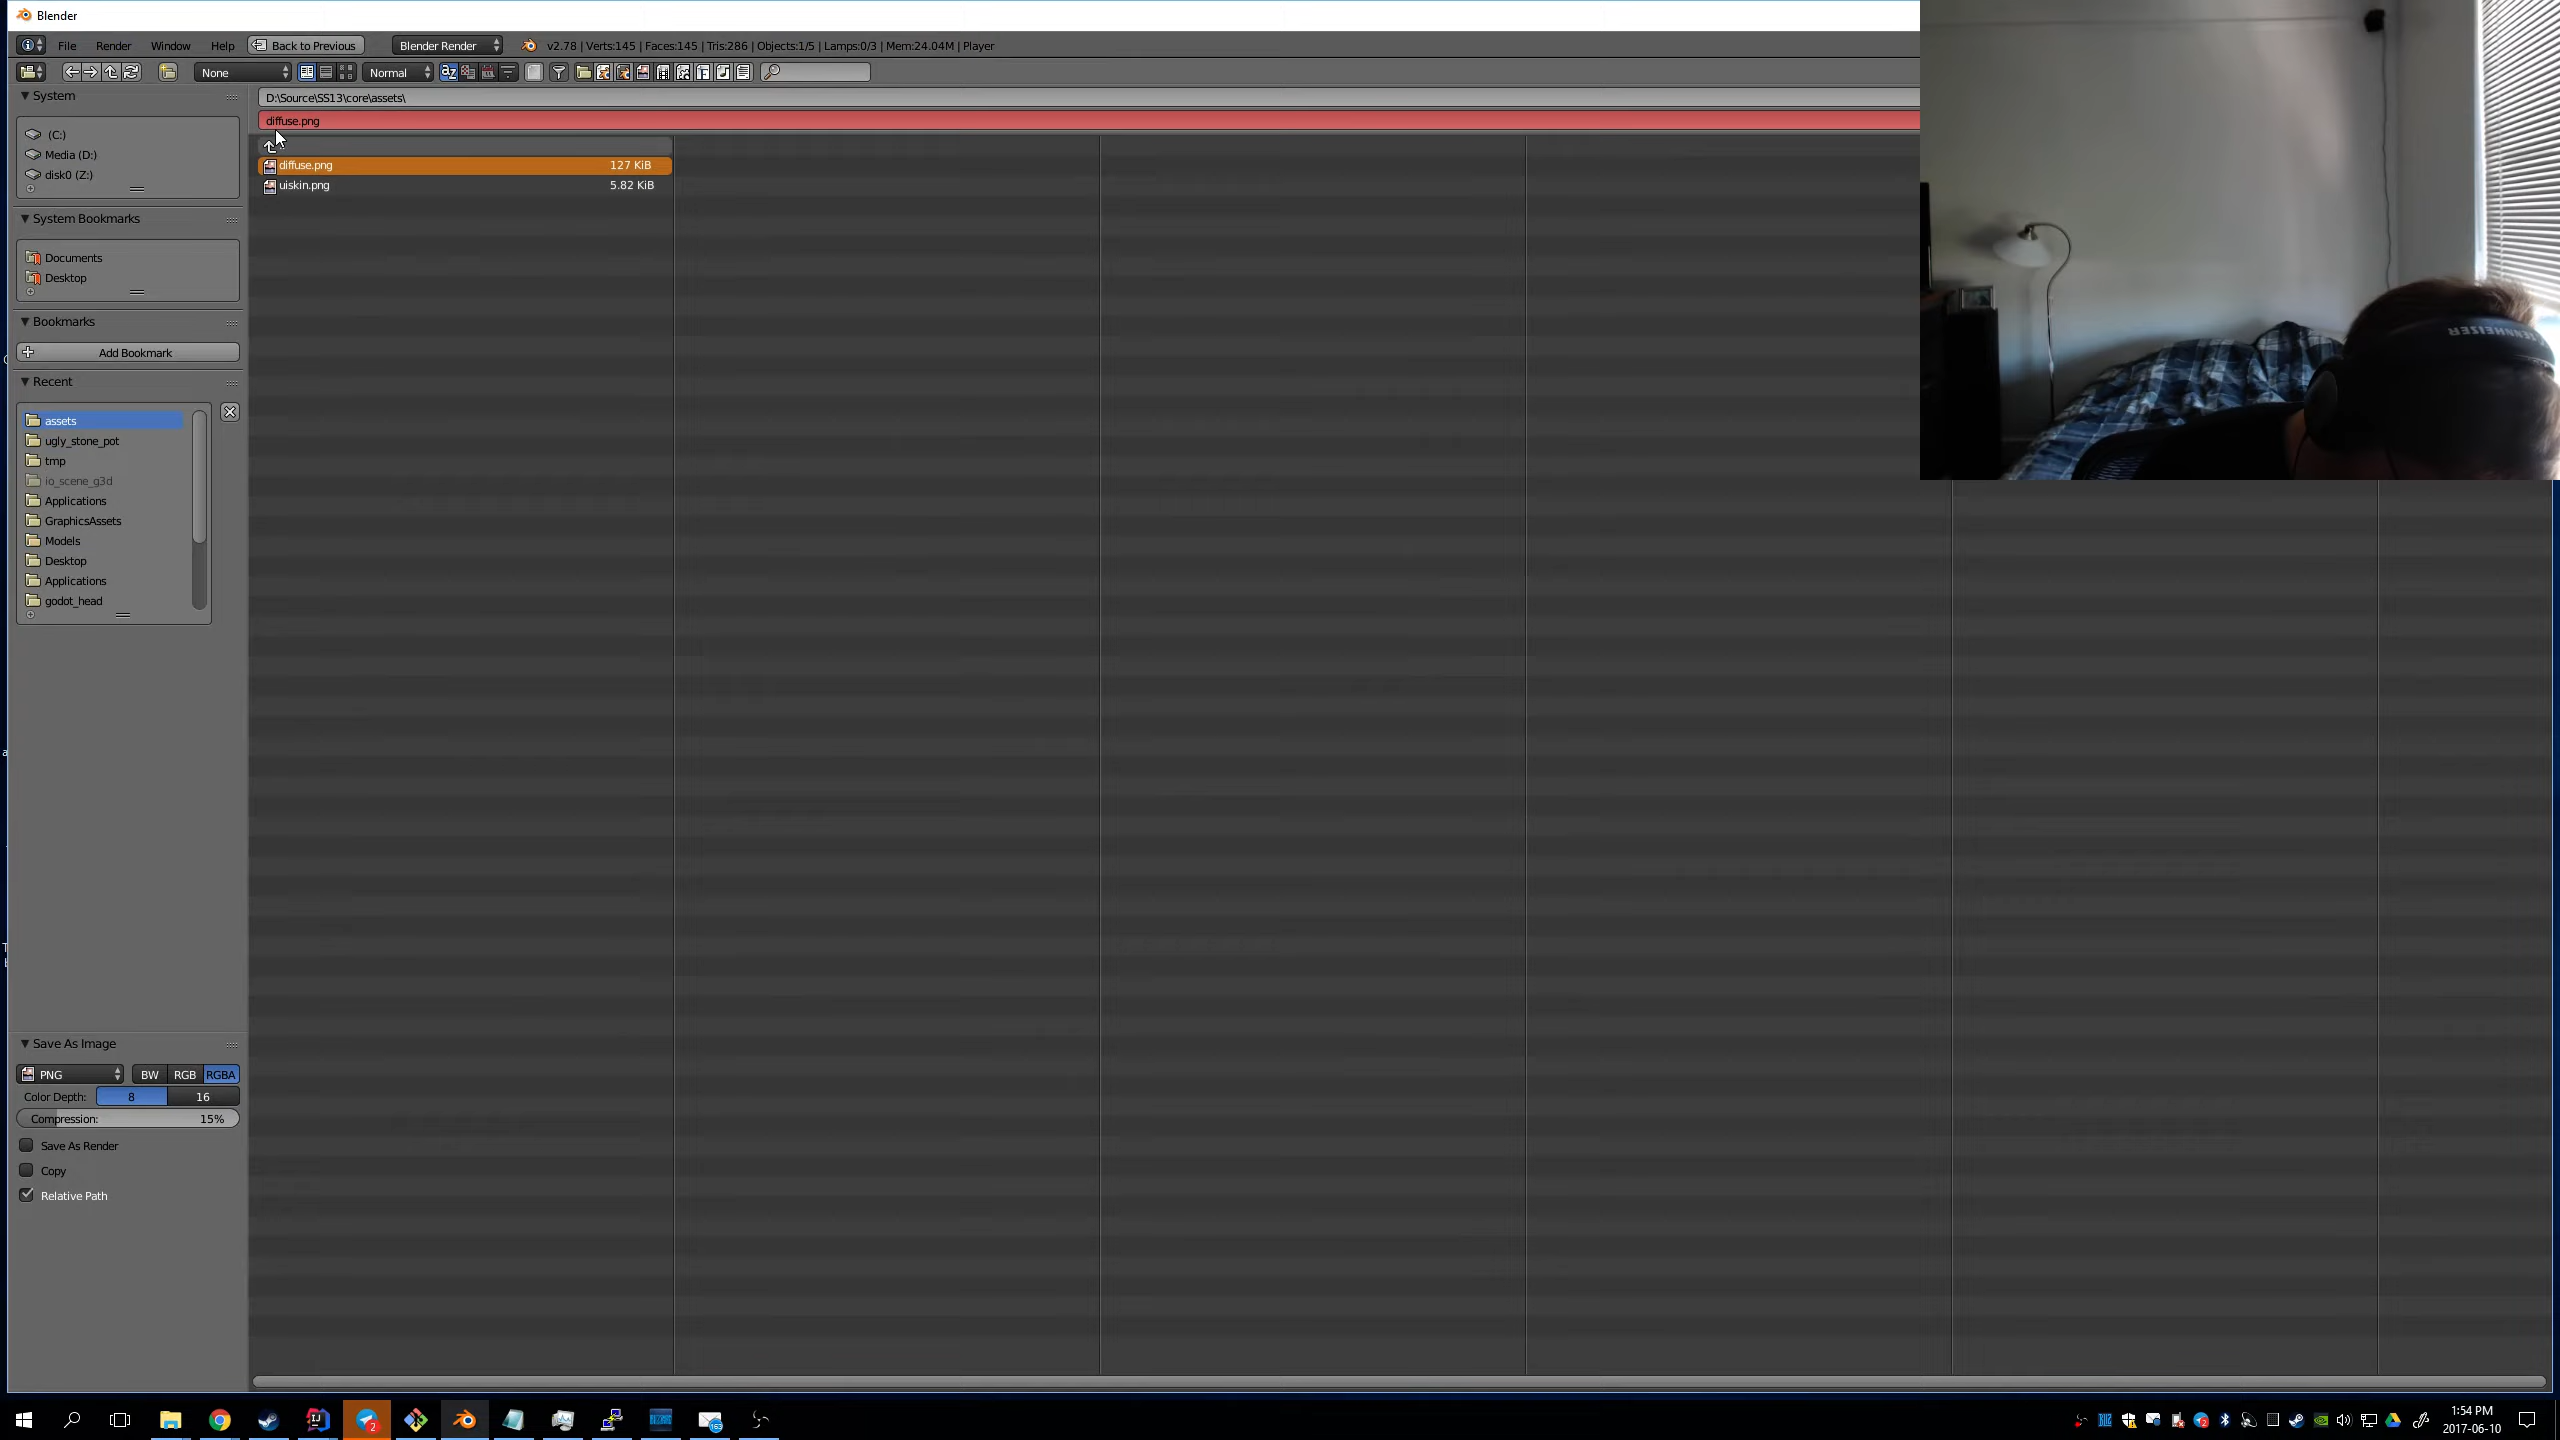 Blender
File Render Window Help Back to Previous Blender Render v2.78 | Verts:145 | Faces:145 | Tris:286 | Objects:1/5 | Lamps:0/3 | Mem:24.04M | Player
None Normal
System
(C:)
Media (D:)
disk0 (Z:)
System Bookmarks
Documents
Desktop
Bookmarks
Add Bookmark
Recent
assets
ugly_stone_pot
tmp
io_scene_g3d
Applications
GraphicsAssets
Models
Desktop
Applications
godot_head
D:\Source\SS13\core\assets\
diffuse.png
diffuse.png 127 KiB
uiskin.png 5.82 KiB
SENNHEISER
Save As Image
PNG BW RGB RGBA
Color Depth: 8 16
Compression: 15%
Save As Render
Copy
Relative Path
1:54 PM
2017-06-10